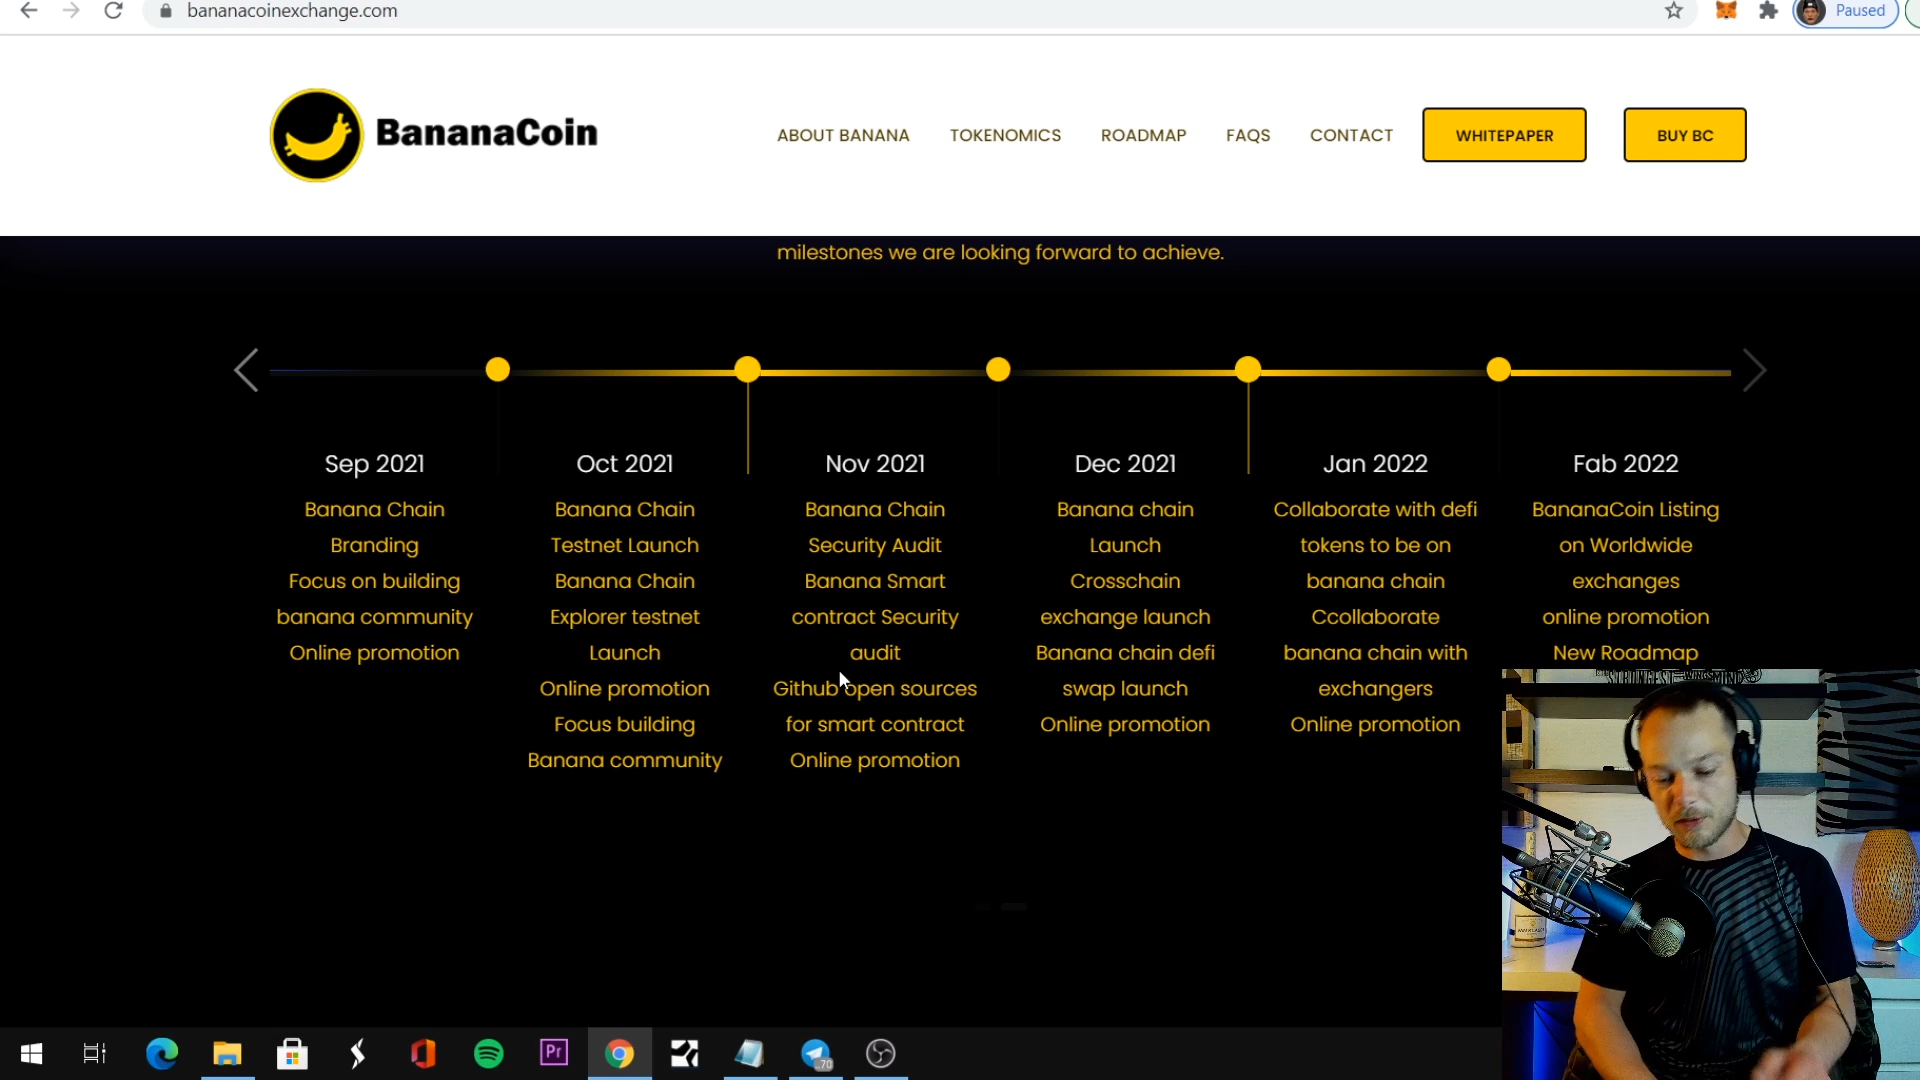 bananacoinexchange.com
Paused
BananaCoin
ABOUT BANANA
TOKENOMICS
ROADMAP
FAQS
CONTACT
WHITEPAPER
BUY BC
milestones we are looking forward to achieve.
Sep 2021
Banana Chain
Branding
Focus on building
banana community
Online promotion
Oct 2021
Banana Chain
Testnet Launch
Banana Chain
Explorer testnet
Launch
Online promotion
Focus building
Banana community
Nov 2021
Banana Chain
Security Audit
Banana Smart
contract Security
audit
Github open sources
for smart contract
Online promotion
Dec 2021
Banana chain
Launch
Crosschain
exchange launch
Banana chain defi
swap launch
Online promotion
Jan 2022
Collaborate with defi
tokens to be on
banana chain
Ccollaborate
banana chain with
exchangers
Online promotion
Fab 2022
BananaCoin Listing
on Worldwide
exchanges
online promotion
New Roadmap
Pr
70